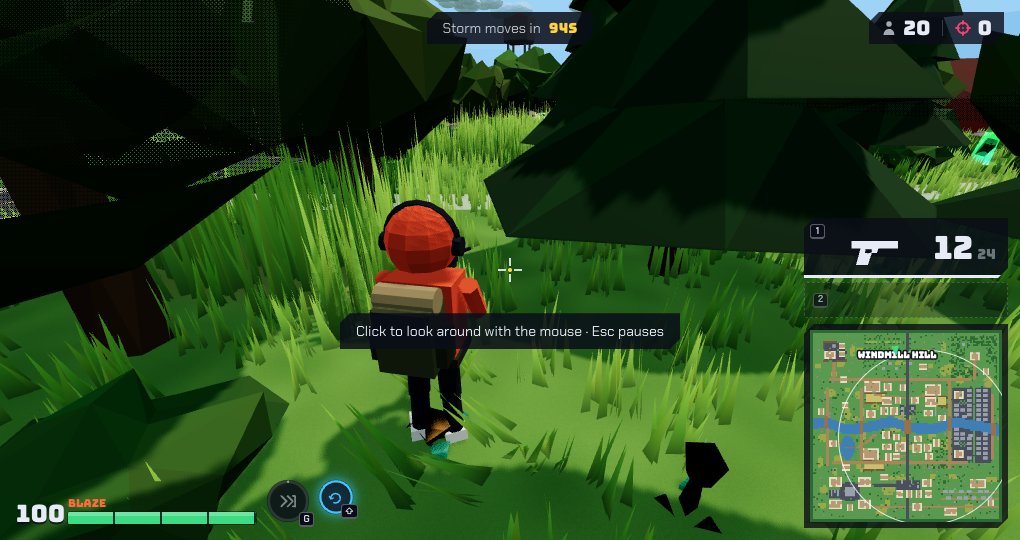 Storm moves in 94S
20
0
1
12 24
Click to look around with the mouse · Esc pauses
2
WINDMILL HILL
BLAZE
100
G